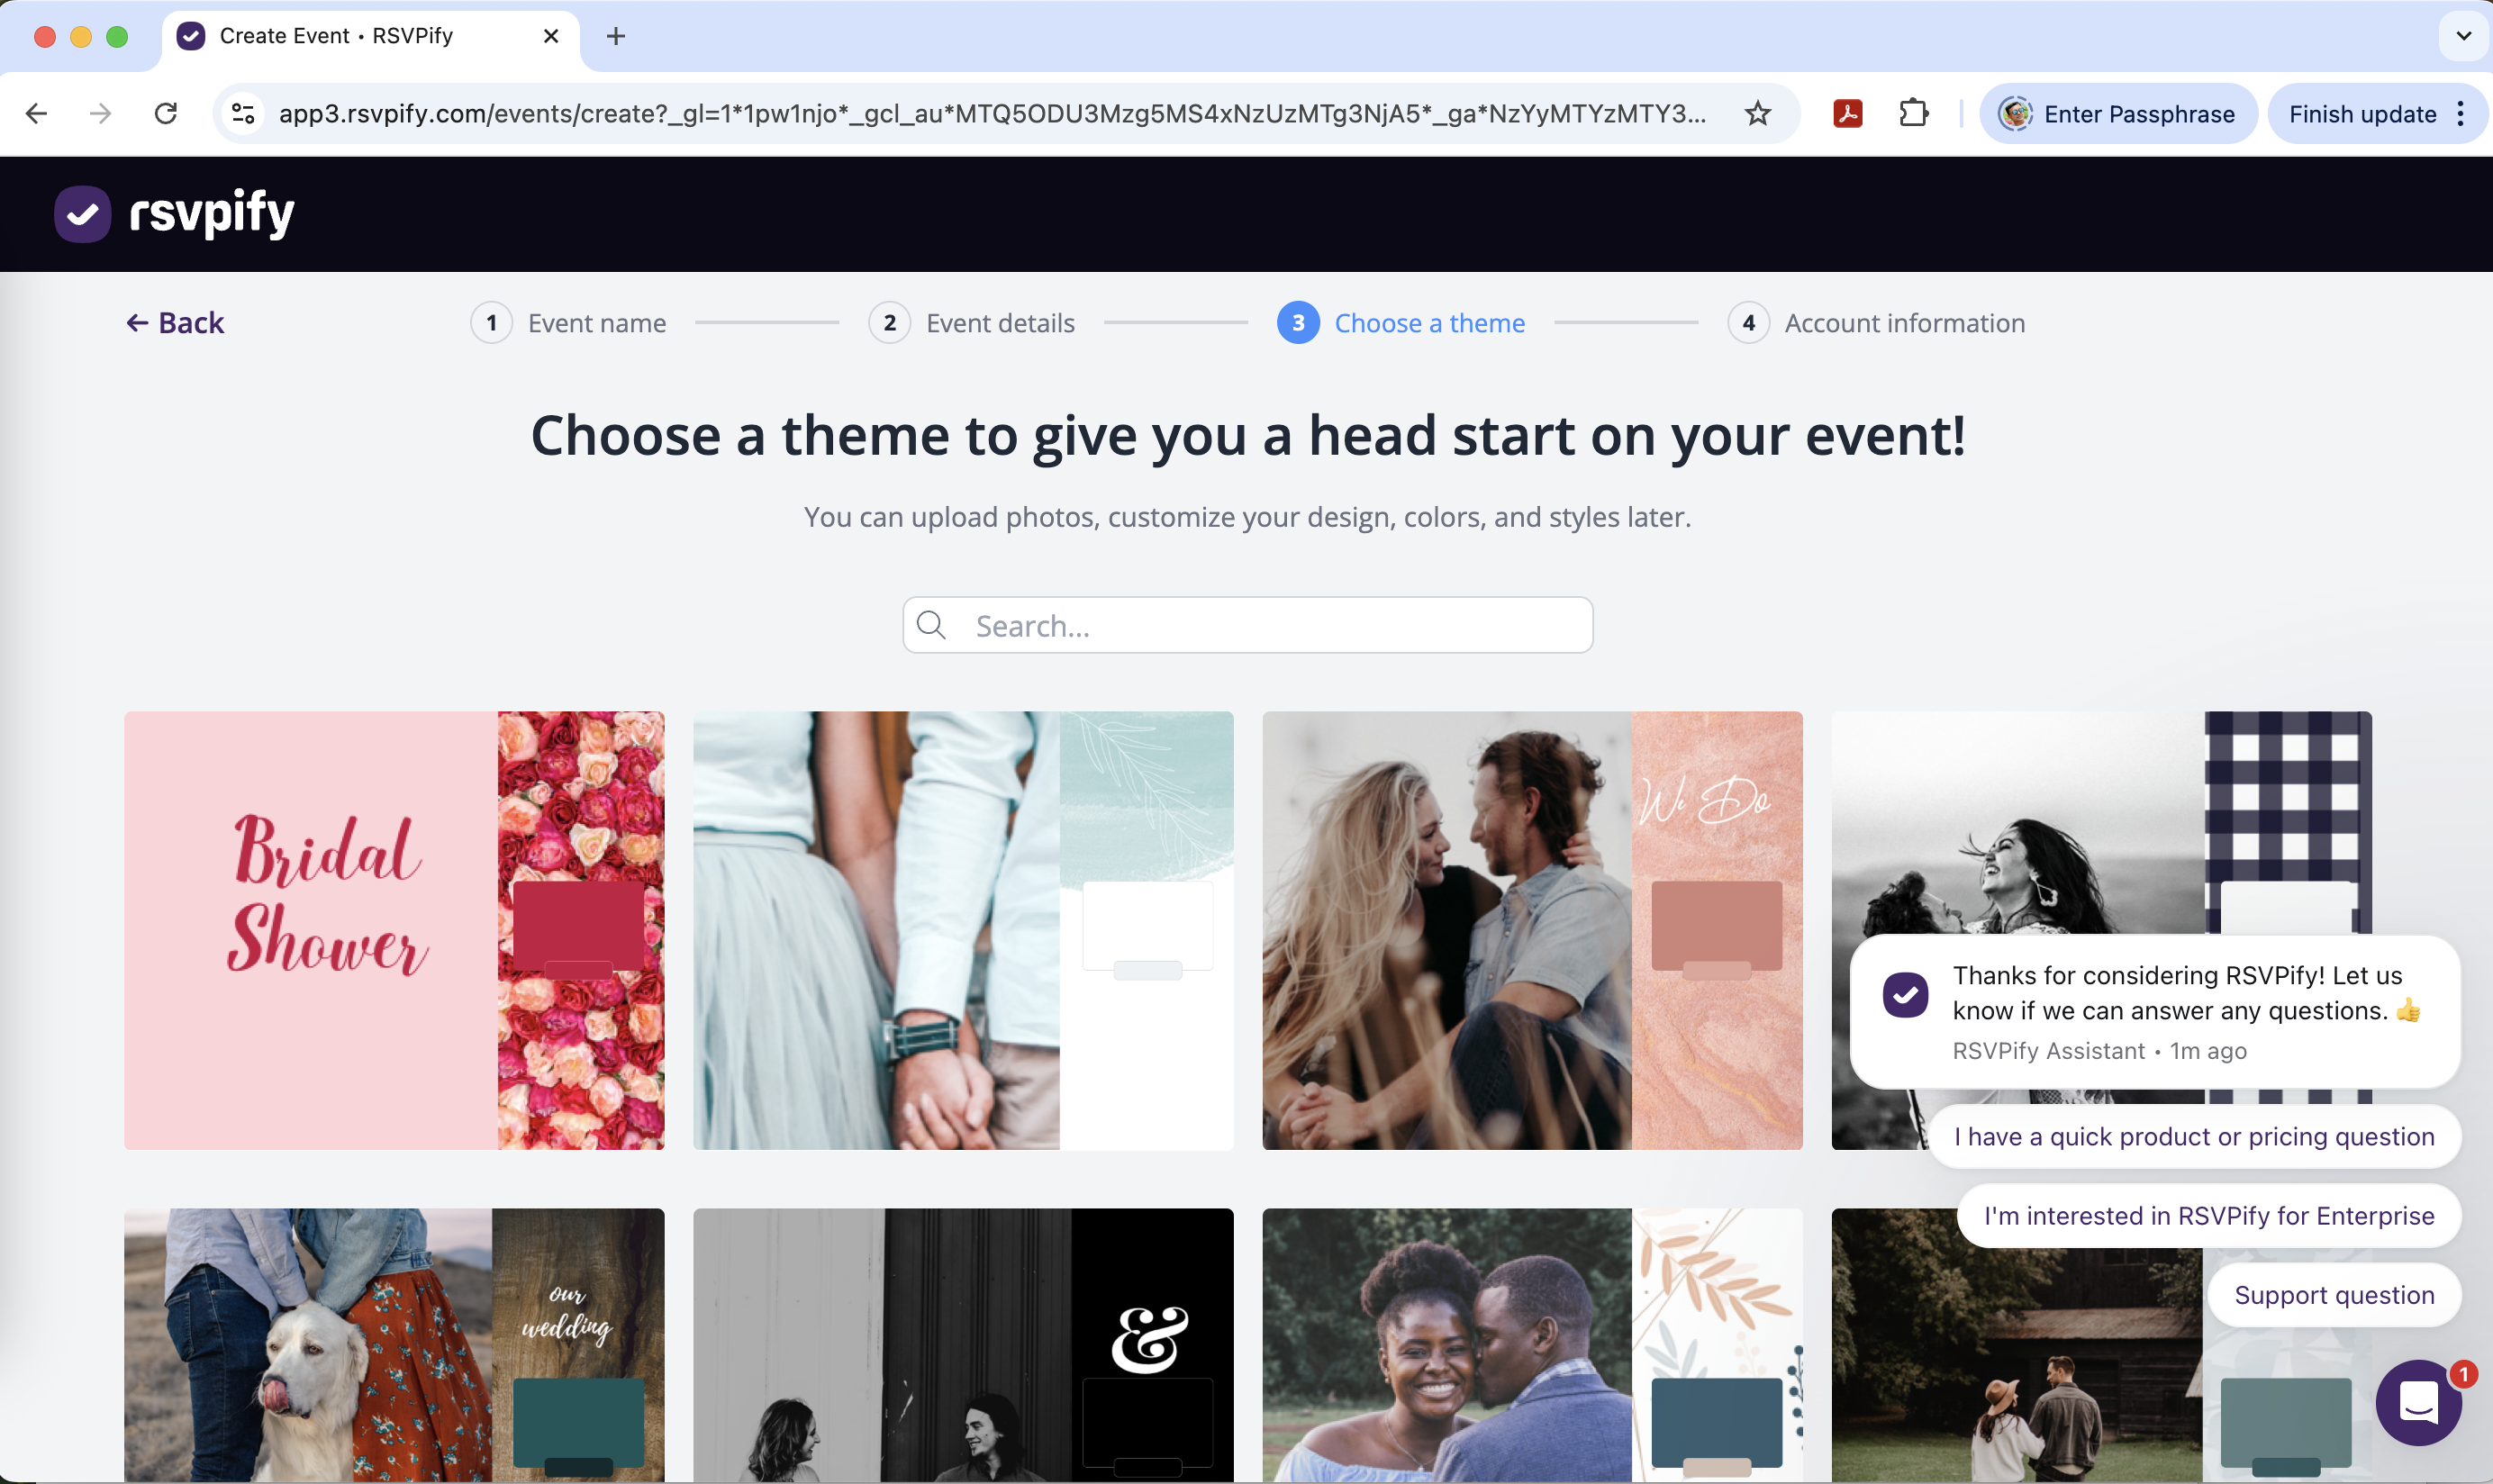 Create Event • RSVPify
app3.rsvpify.com/events/create?_gl=1*1pw1njo*_gcl_au*MTQ5ODU3Mzg5MS4xNzUzMTg3NjA5*_ga*NzYyMTYzMTY3...
Enter Passphrase
Finish update
rsvpify
Back
1 Event name
2 Event details
3 Choose a theme
4 Account information
Choose a theme to give you a head start on your event!
You can upload photos, customize your design, colors, and styles later.
Search...
Bridal
Shower
We Do
Thanks for considering RSVPify! Let us
know if we can answer any questions. 👍
RSVPify Assistant • 1m ago
I have a quick product or pricing question
I'm interested in RSVPify for Enterprise
Support question
our
wedding
&
1